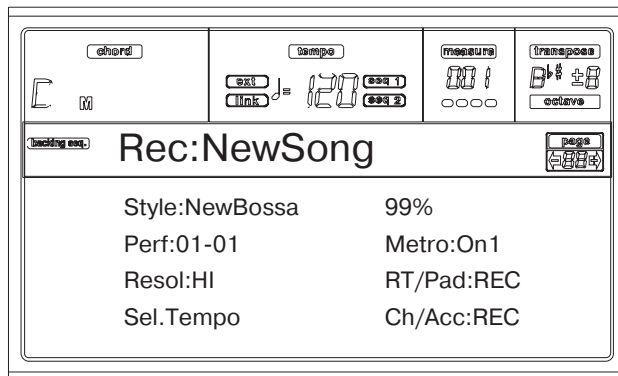 chord tempo measure transpose
C M ext link ♩= 120 seq 1 seq 2 001 B♭♯ ±8
octave
backing seq. Rec:NewSong page
88
Style:NewBossa 99%
Perf:01-01 Metro:On1
Resol:HI RT/Pad:REC
Sel.Tempo Ch/Acc:REC